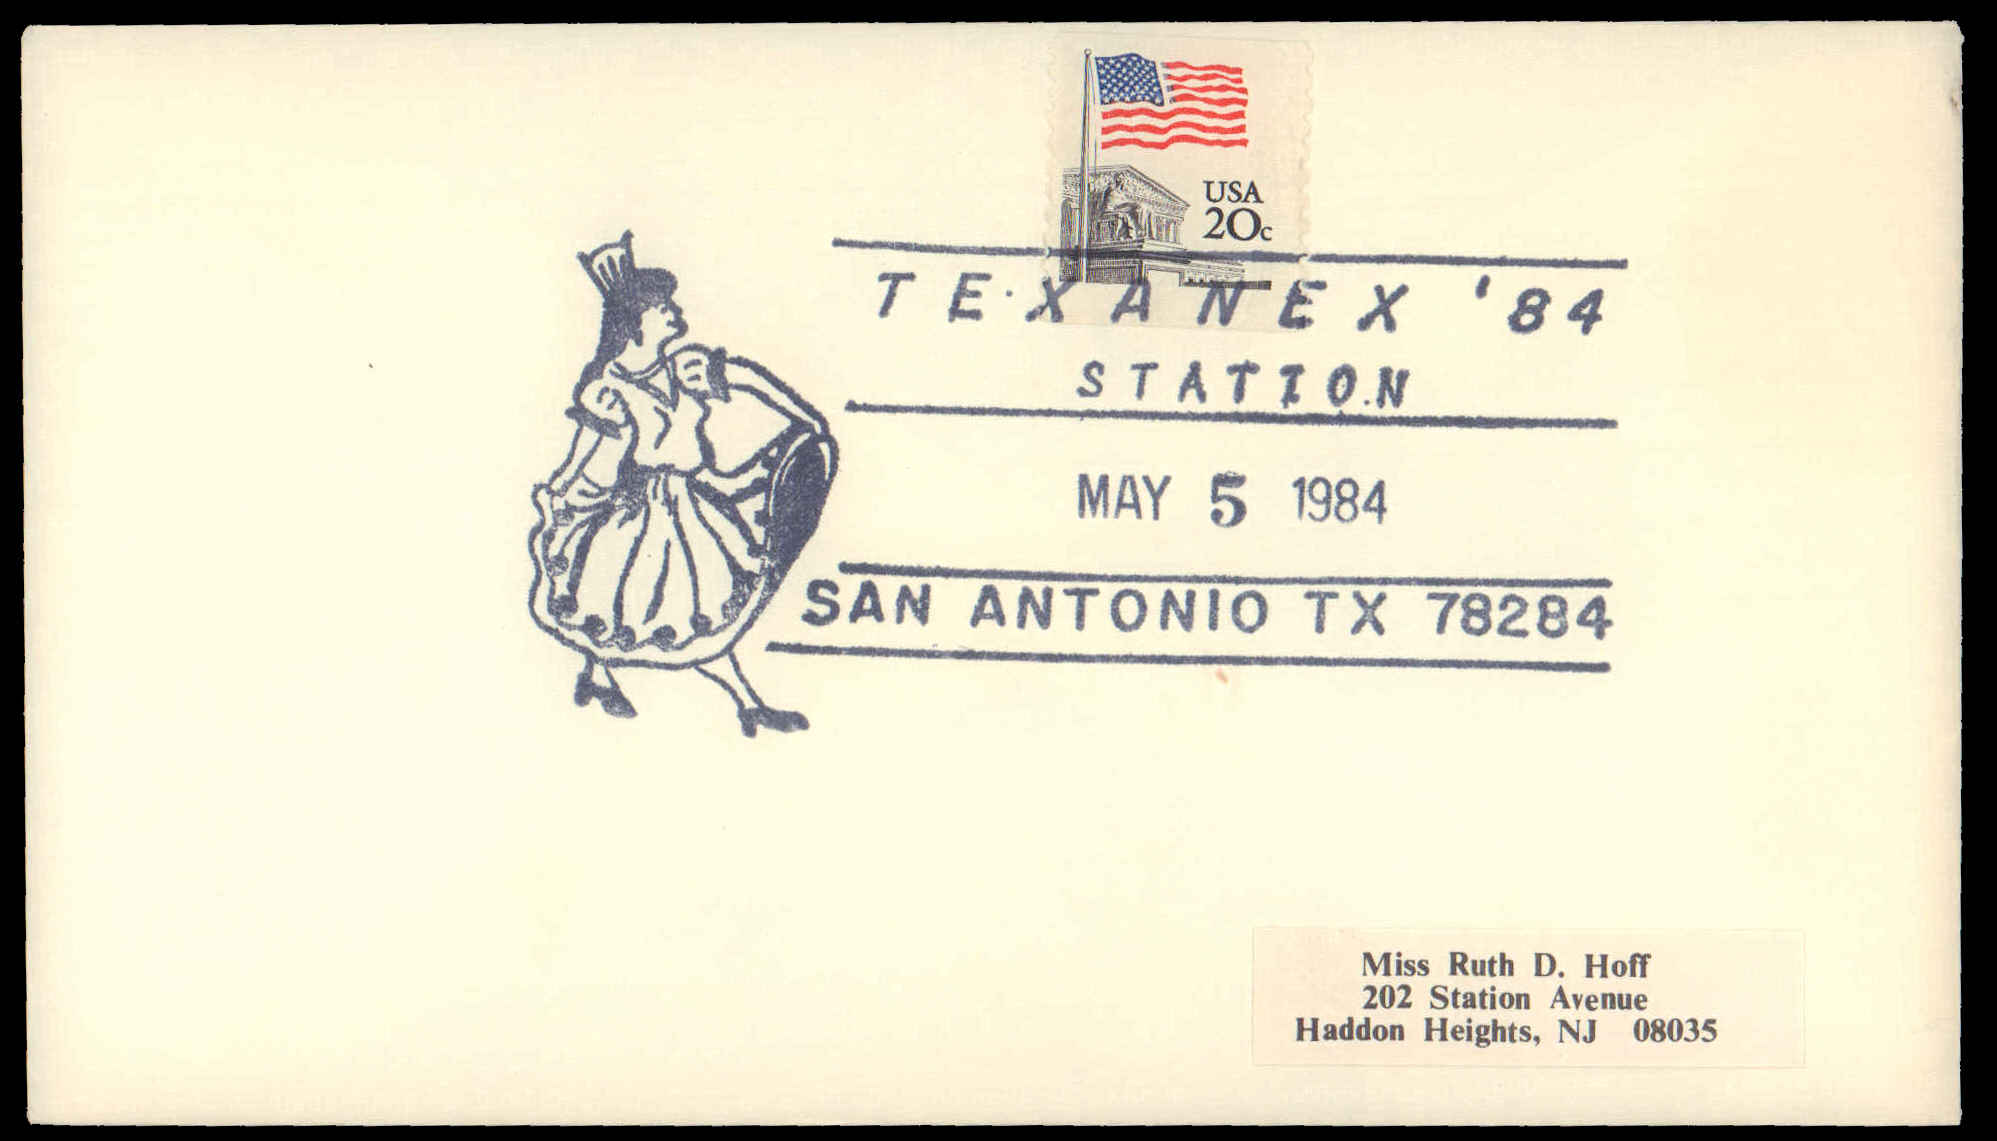 USA
20c
TEXANEX '84
STATION
MAY 5 1984
SAN ANTONIO TX 78284
Miss Ruth D. Hoff
202 Station Avenue
Haddon Heights, NJ 08035